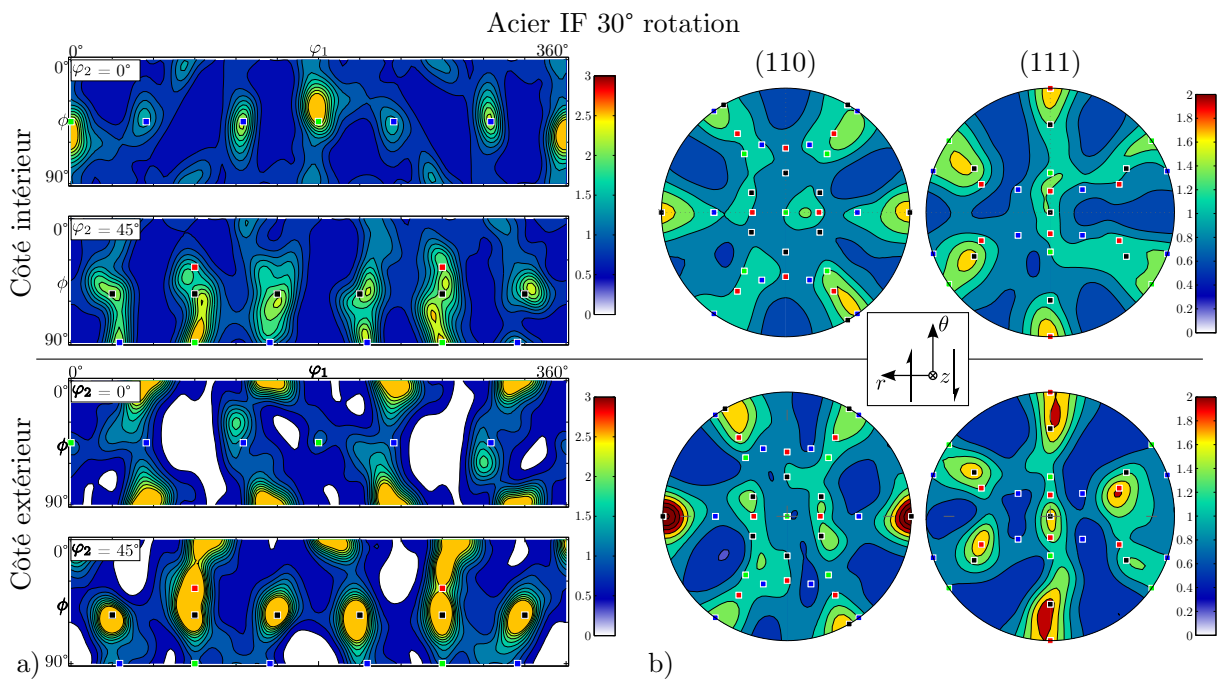 Acier IF 30° rotation
Côté intérieur
0° φ₁ 360°
0°
φ₂ = 0°
ϕ
90°
3
2.5
2
1.5
1
0.5
0
0°
φ₂ = 45°
ϕ
90°
(110)
(111)
2
1.8
1.6
1.4
1.2
1
0.8
0.6
0.4
0.2
0
θ
r
z
Côté extérieur
0° φ₁ 360°
0°
φ₂ = 0°
ϕ
90°
3
2.5
2
1.5
1
0.5
0
0°
φ₂ = 45°
ϕ
90°
2
1.8
1.6
1.4
1.2
1
0.8
0.6
0.4
0.2
0
a)
b)